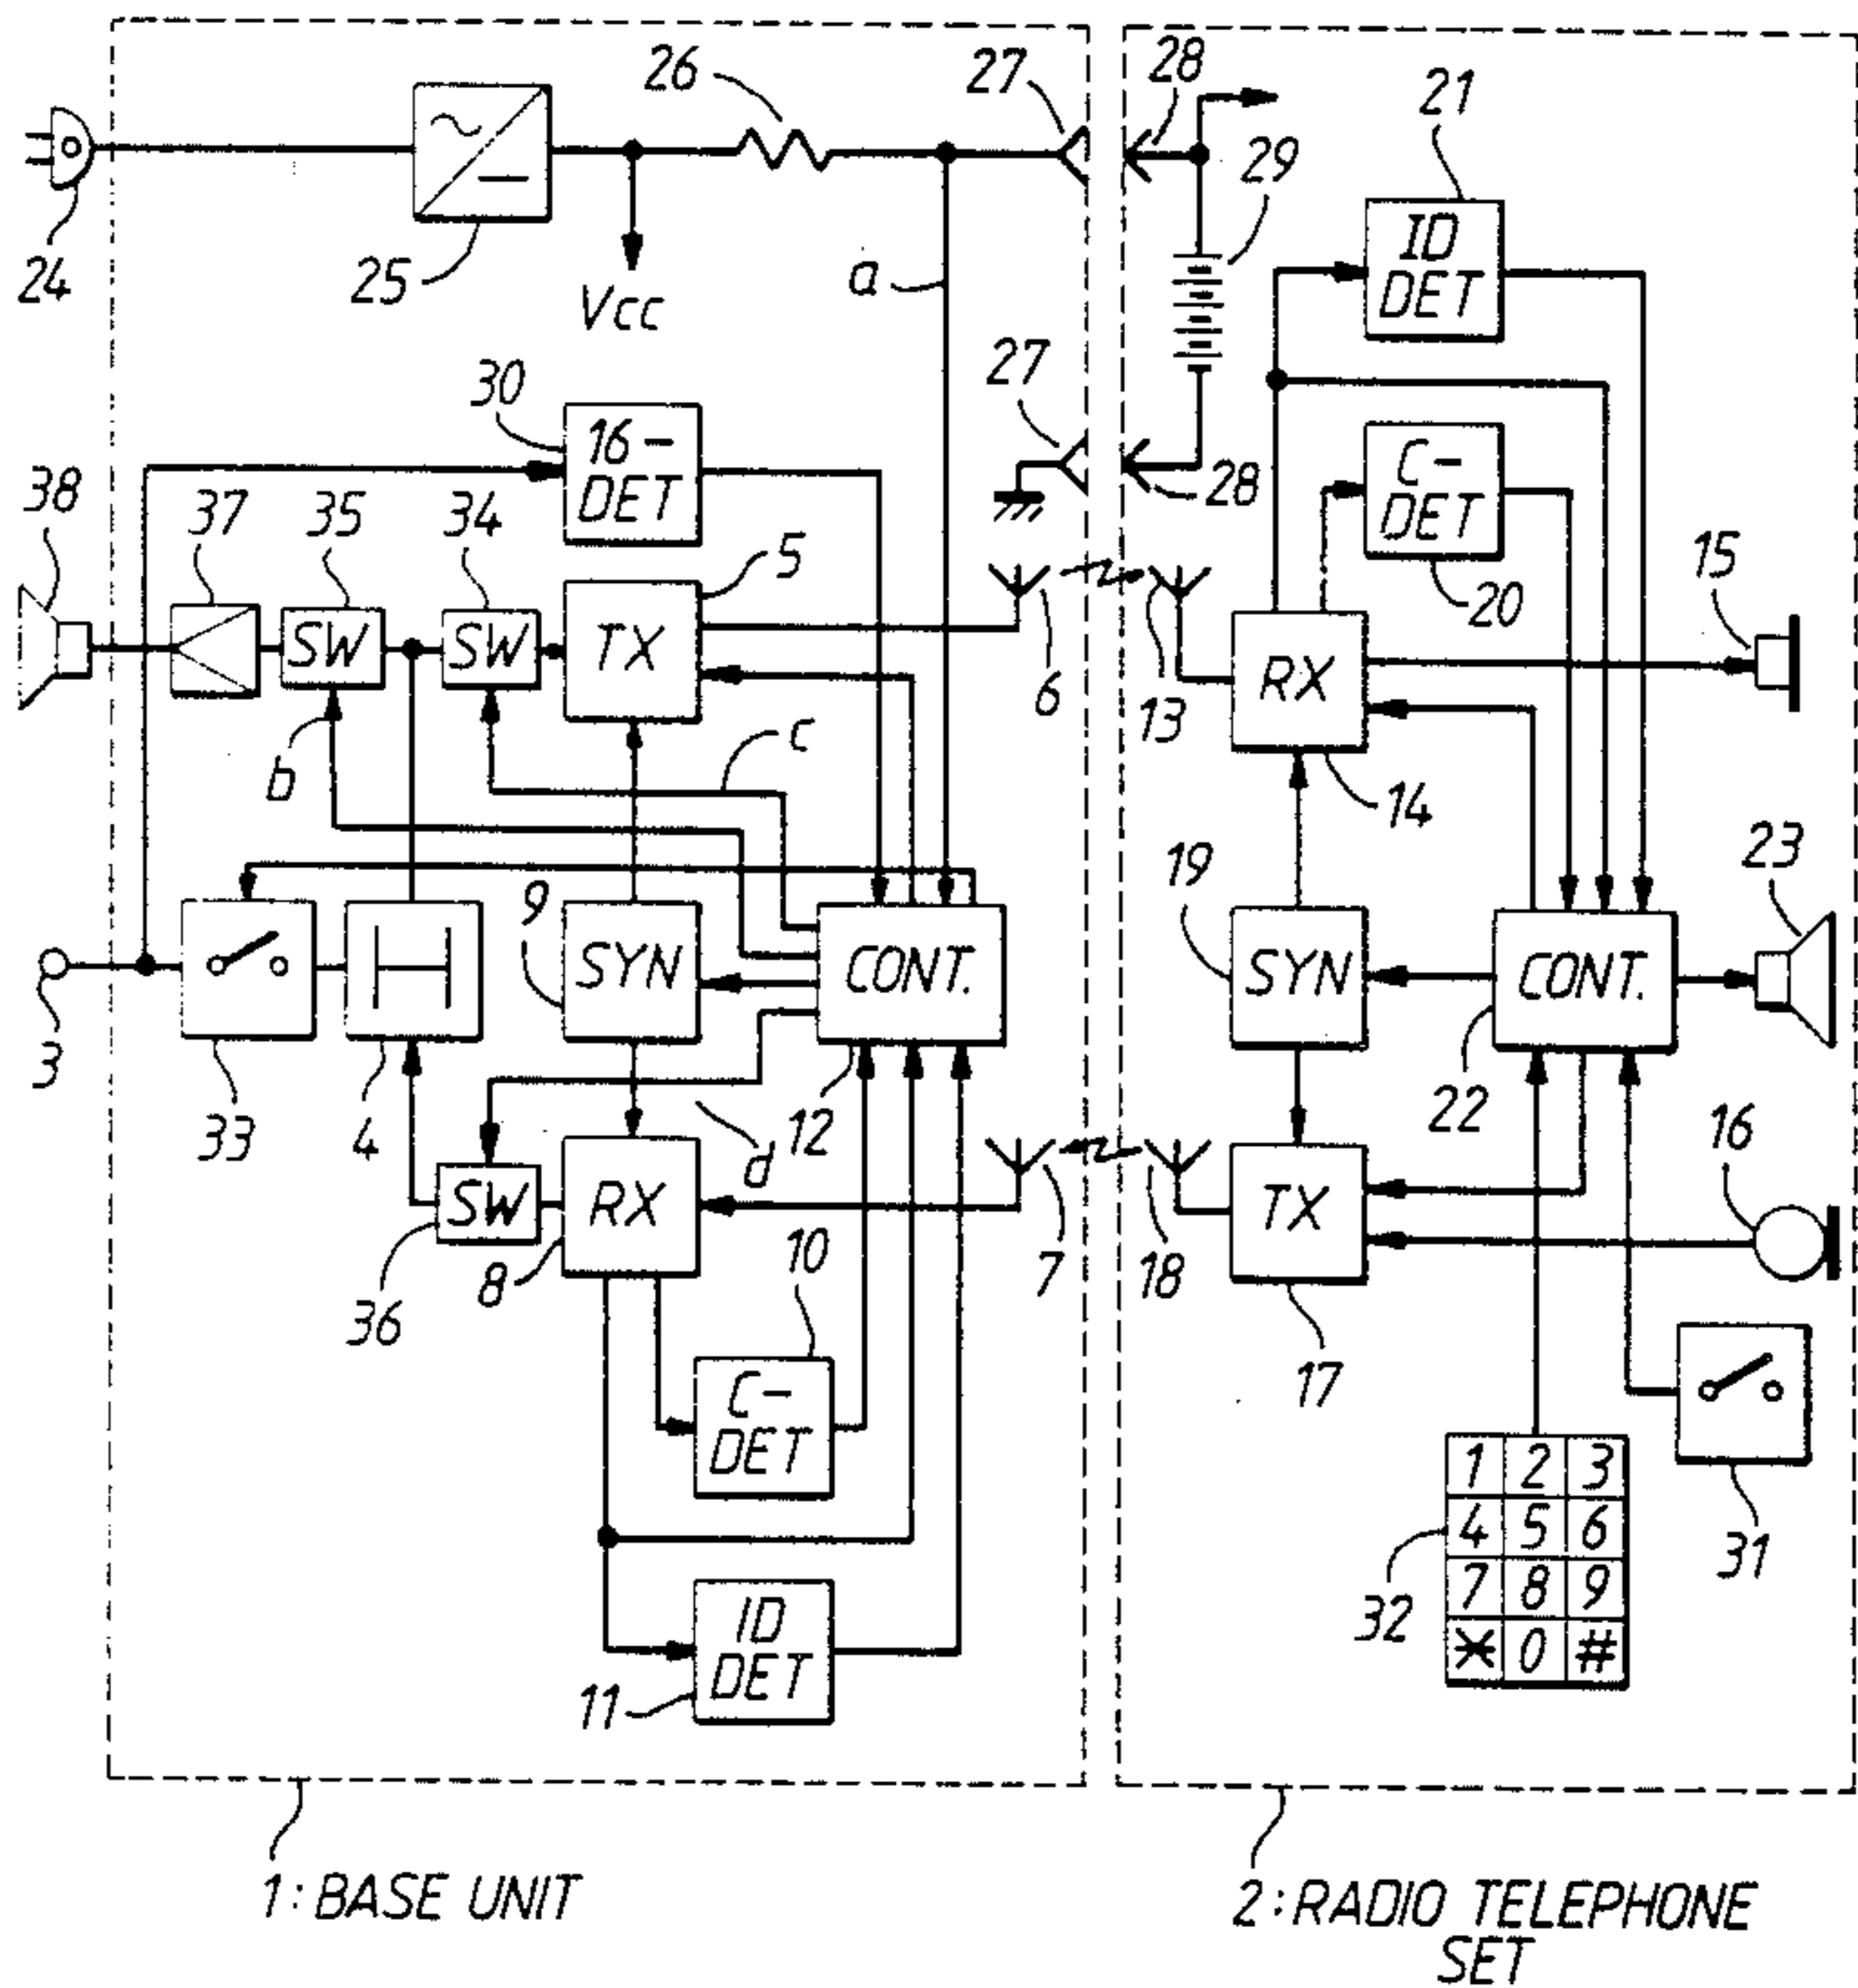 26
27
28
21
29
24
25
Vcc
a
ID
DET
30
16-
DET
27
28
C-
DET
20
38
37
35
34
5
15
SW
SW
TX
6
13
RX
14
b
c
9
19
23
SYN
CONT.
SYN
CONT.
3
33
4
12
22
16
d
SW
RX
7
18
TX
36
8
10
17
C-
DET
31
1 2 3
4 5 6
7 8 9
* 0 #
32
ID
DET
11
1: BASE UNIT
2: RADIO TELEPHONE
SET